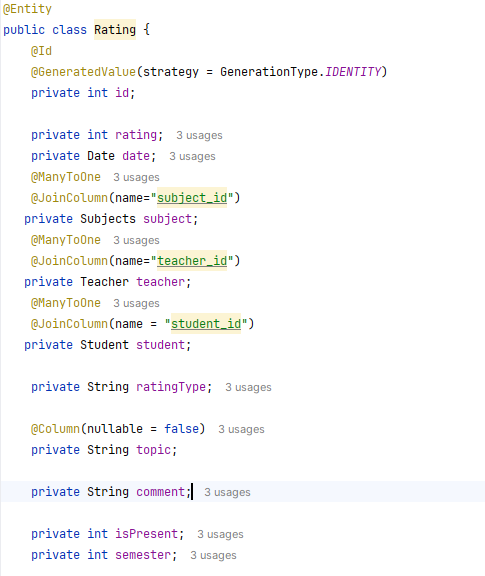 @Entity
public class Rating {
@Id
@GeneratedValue(strategy = GenerationType.IDENTITY)
private int id;
private int rating; 3 usages
private Date date; 3 usages
@ManyToOne 3 usages
@JoinColumn(name="subject_id")
private Subjects subject;
@ManyToOne 3 usages
@JoinColumn(name="teacher_id")
private Teacher teacher;
@ManyToOne 3 usages
@JoinColumn(name = "student_id")
private Student student;
private String ratingType; 3 usages
@Column(nullable = false) 3 usages
private String topic;
private String comment; 3 usages
private int isPresent; 3 usages
private int semester; 3 usages